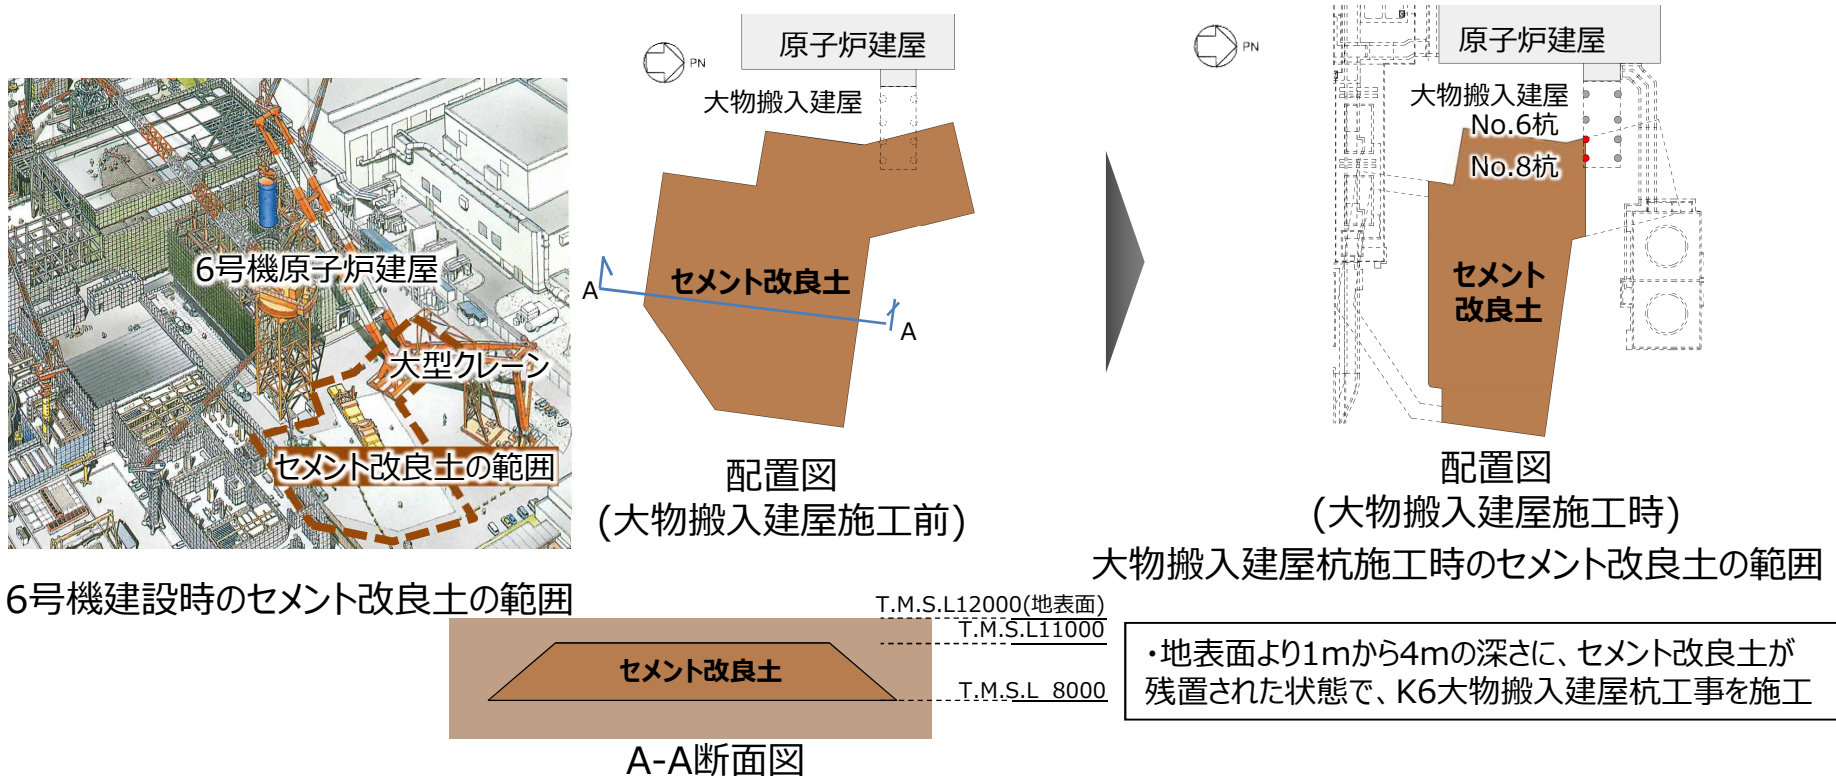 6号機原子炉建屋
大型クレーン
セメント改良土の範囲
6号機建設時のセメント改良土の範囲
PN
原子炉建屋
大物搬入建屋
セメント改良土
A
A
配置図
(大物搬入建屋施工前)
PN
原子炉建屋
大物搬入建屋
No.6杭
No.8杭
セメント
改良土
配置図
(大物搬入建屋施工時)
大物搬入建屋杭施工時のセメント改良土の範囲
T.M.S.L12000(地表面)
T.M.S.L11000
T.M.S.L 8000
セメント改良土
A-A断面図
・地表面より1mから4mの深さに、セメント改良土が
残置された状態で、K6大物搬入建屋杭工事を施工